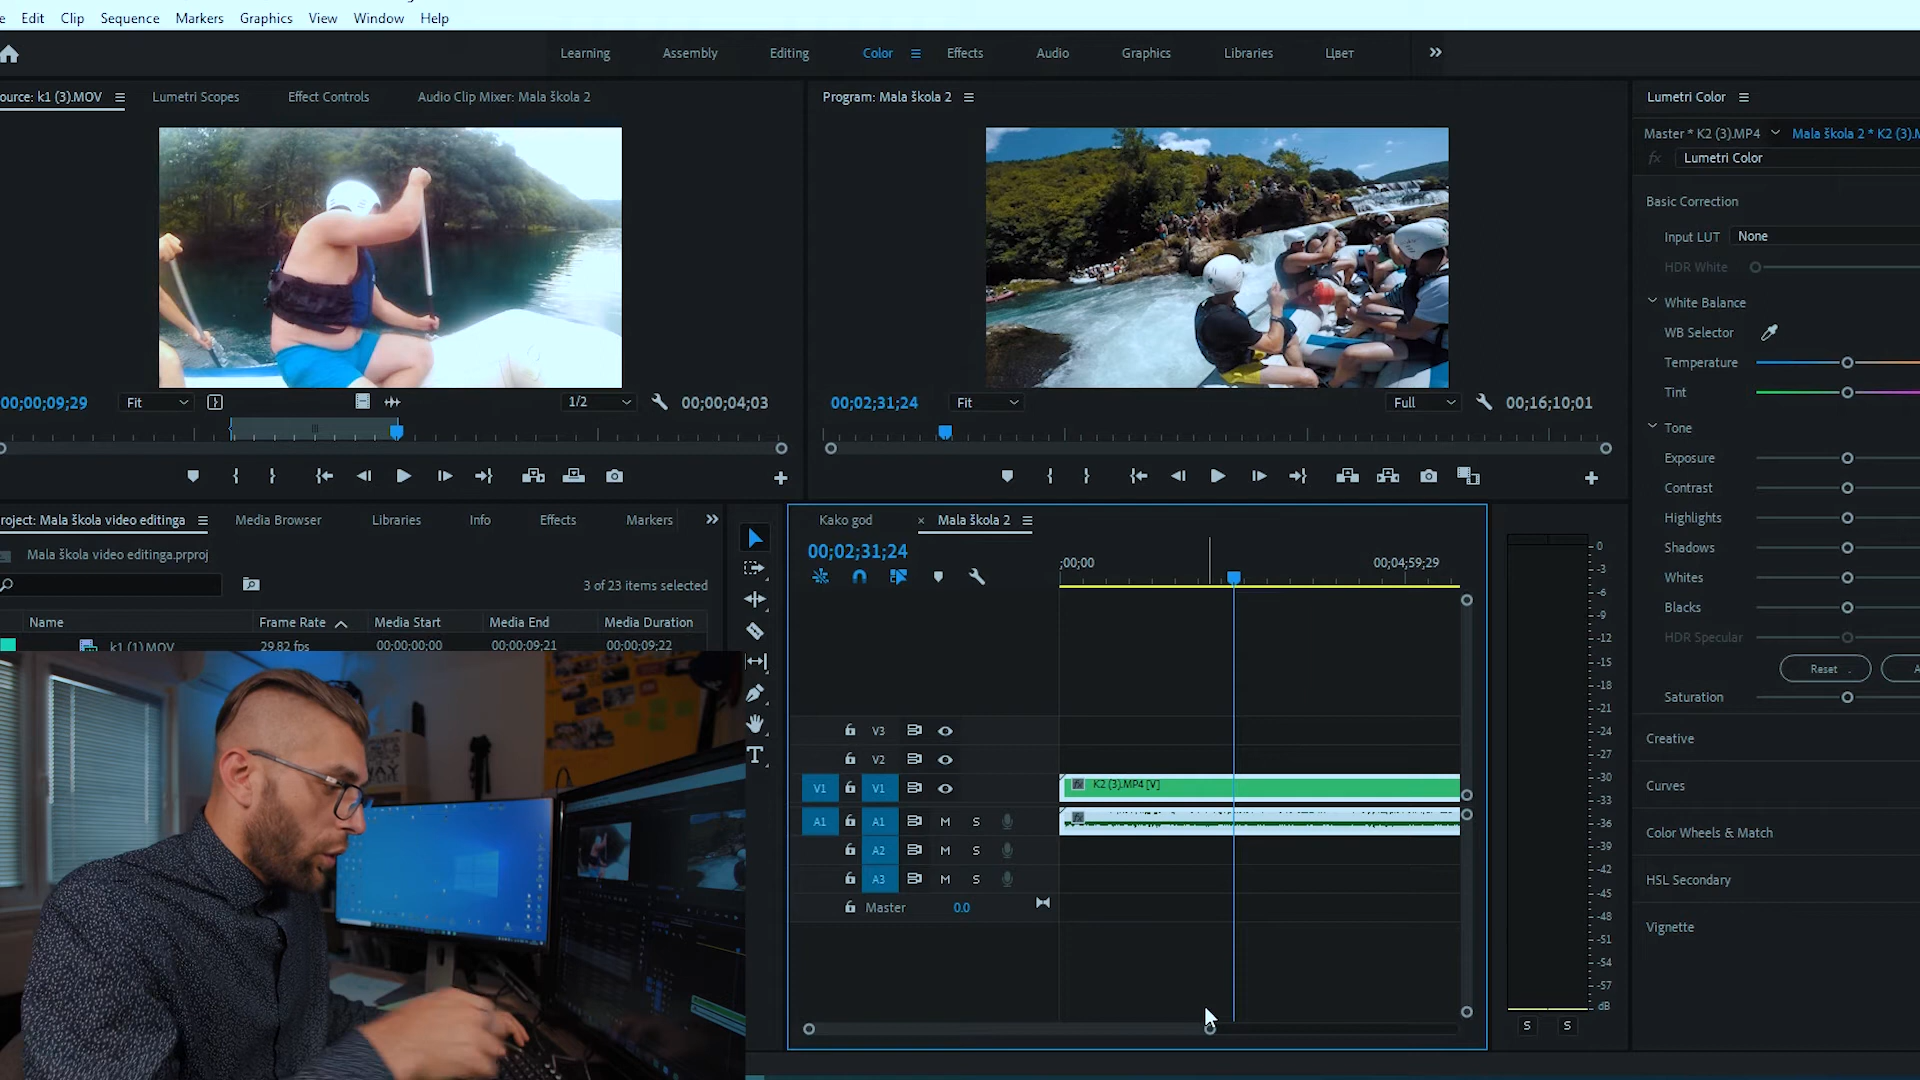 Edit Clip Sequence Markers Graphics View Window Help
Learning Assembly Editing Color Effects Audio Graphics Libraries Цвет
ource: k1 (3).MOV Lumetri Scopes Effect Controls Audio Clip Mixer: Mala škola 2
Program: Mala škola 2
Lumetri Color
Master * K2 (3).MP4 Mala škola 2 * K2 (3).M
fx Lumetri Color
Basic Correction
Input LUT None
HDR White
White Balance
WB Selector
Temperature
Tint
Tone
Exposure
Contrast
Highlights
Shadows
Whites
Blacks
HDR Specular
Reset A
Saturation
Creative
Curves
Color Wheels & Match
HSL Secondary
Vignette
00;00;09;29 Fit 1/2 00;00;04;03
00;02;31;24 Fit Full 00;16;10;01
roject: Mala škola video editinga Media Browser Libraries Info Effects Markers
Mala škola video editinga.prproj
3 of 23 items selected
Name Frame Rate Media Start Media End Media Duration
k1 (1).MOV 29.82 fps 00;00;00;00 00;00;09;21 00;00;09;22
Kako god × Mala škola 2
00;02;31;24
;00;00 00;04;59;29
V3
V2
V1 V1 fx K2 (3).MP4 [V]
A1 A1 M S fx
A2 M S
A3 M S
Master 0.0
0
-3
-6
-9
-12
-15
-18
-21
-24
-27
-30
-33
-36
-39
-42
-45
-48
-51
-54
-57
dB
S S